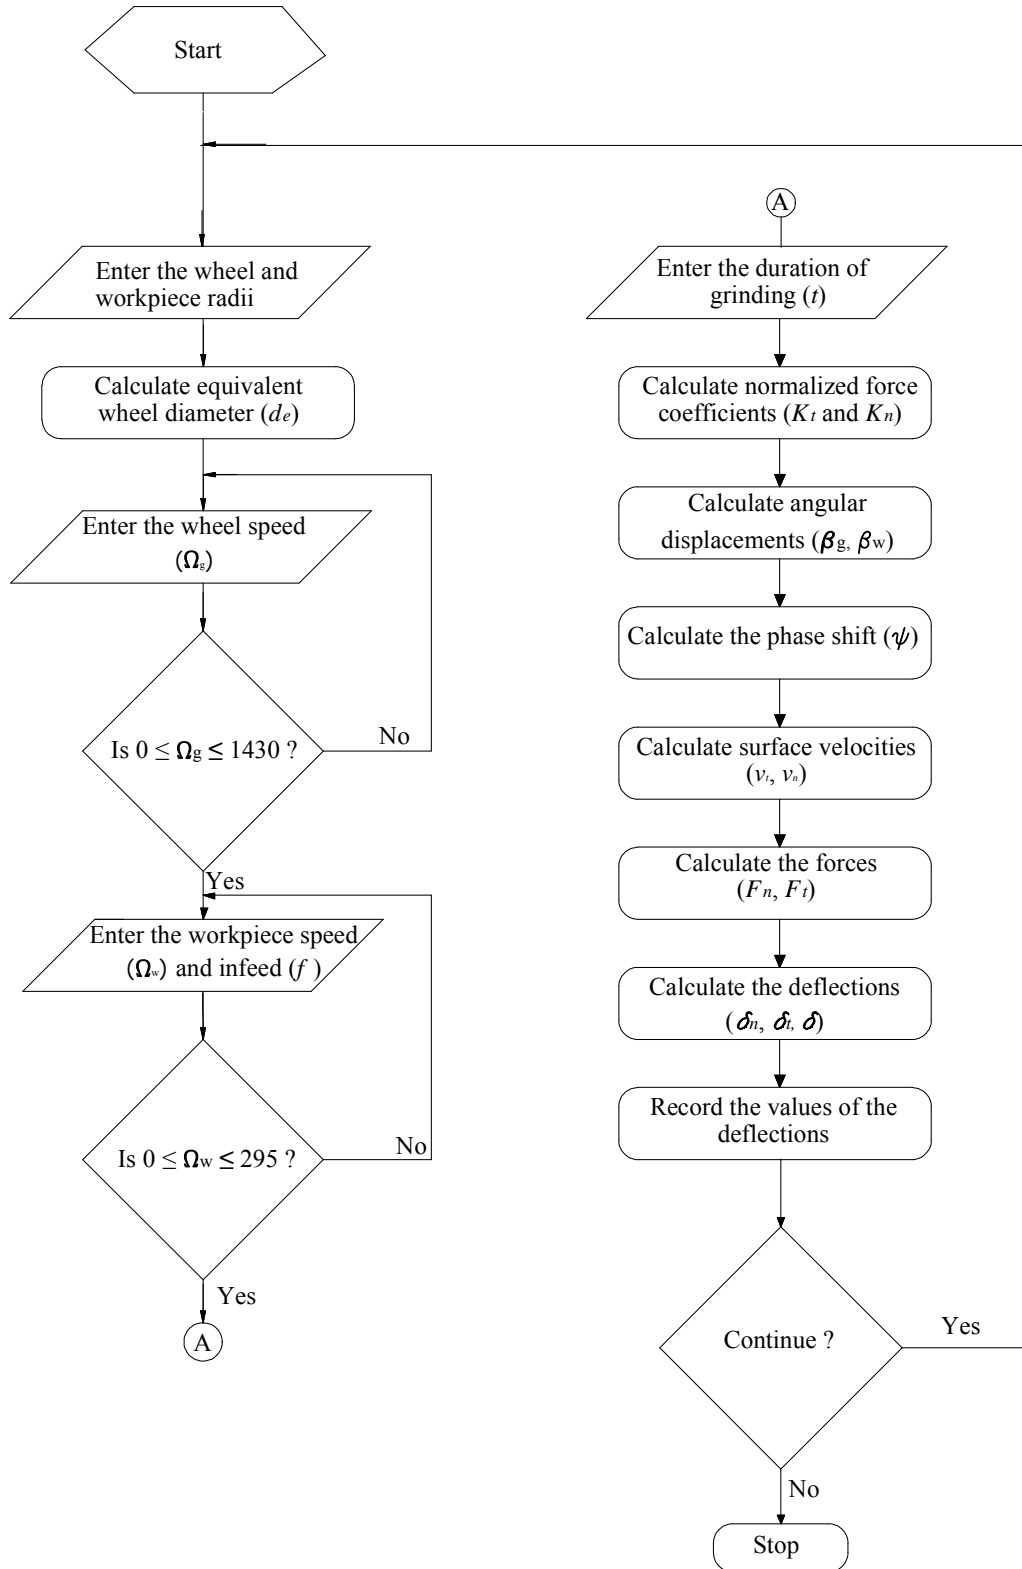 Start
Enter the wheel and
workpiece radii
Calculate equivalent
wheel diameter (de)
Enter the wheel speed
(Ωg)
Is 0 ≤ Ωg ≤ 1430 ?
No
Yes
Enter the workpiece speed
(Ωw) and infeed (f )
Is 0 ≤ Ωw ≤ 295 ?
No
Yes
A
A
Enter the duration of
grinding (t)
Calculate normalized force
coefficients (Kt and Kn)
Calculate angular
displacements (βg, βw)
Calculate the phase shift (ψ)
Calculate surface velocities
(vt, vn)
Calculate the forces
(Fn, Ft)
Calculate the deflections
(δn, δt, δ)
Record the values of the
deflections
Continue ?
Yes
No
Stop